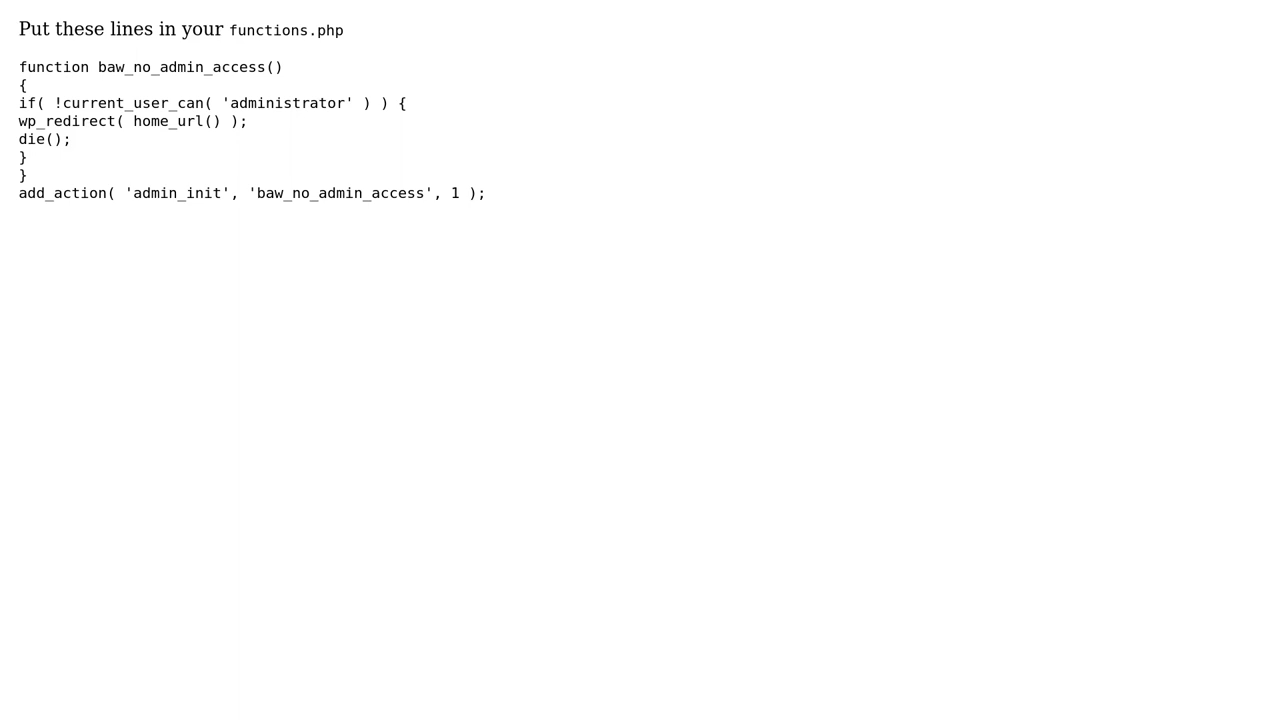 Put these lines in your functions.php
function baw_no_admin_access()
{
if( !current_user_can( 'administrator' ) ) {
wp_redirect( home_url() );
die();
}
}
add_action( 'admin_init', 'baw_no_admin_access', 1 );